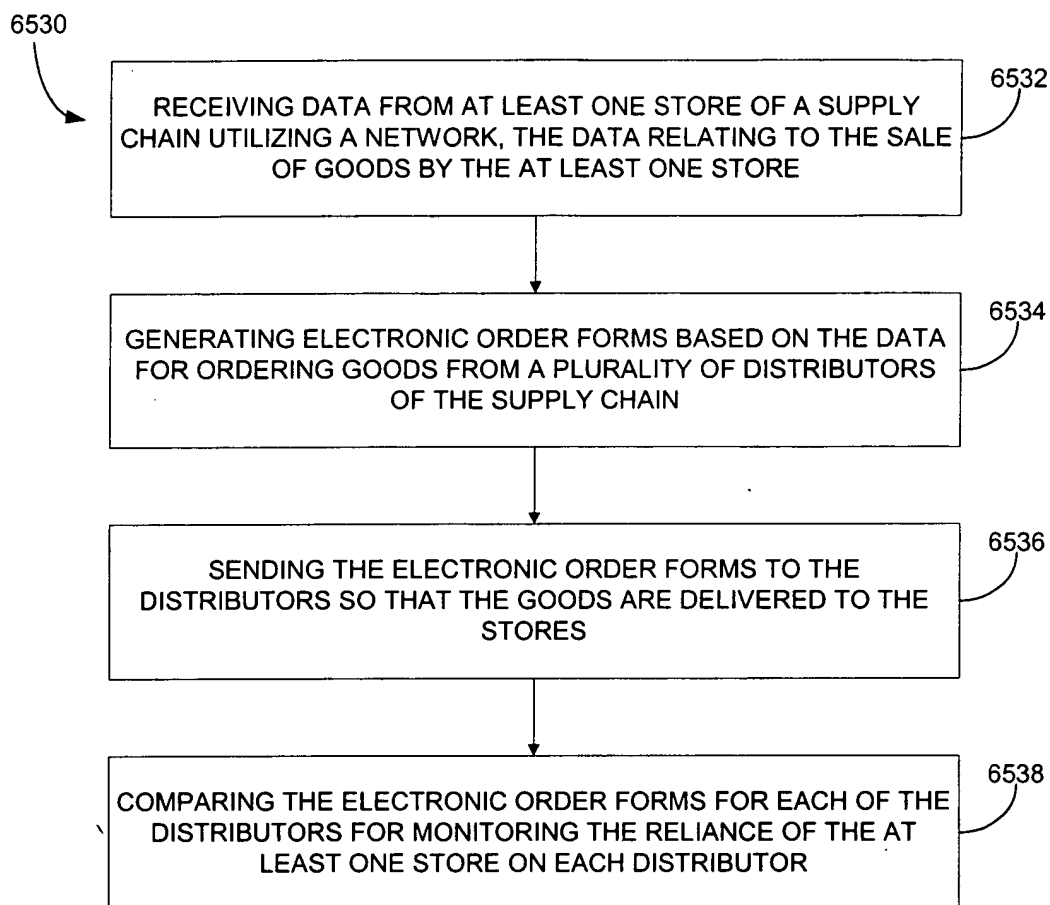 6530
6532
RECEIVING DATA FROM AT LEAST ONE STORE OF A SUPPLY
CHAIN UTILIZING A NETWORK, THE DATA RELATING TO THE SALE
OF GOODS BY THE AT LEAST ONE STORE
6534
GENERATING ELECTRONIC ORDER FORMS BASED ON THE DATA
FOR ORDERING GOODS FROM A PLURALITY OF DISTRIBUTORS
OF THE SUPPLY CHAIN
6536
SENDING THE ELECTRONIC ORDER FORMS TO THE
DISTRIBUTORS SO THAT THE GOODS ARE DELIVERED TO THE
STORES
6538
COMPARING THE ELECTRONIC ORDER FORMS FOR EACH OF THE
DISTRIBUTORS FOR MONITORING THE RELIANCE OF THE AT
LEAST ONE STORE ON EACH DISTRIBUTOR